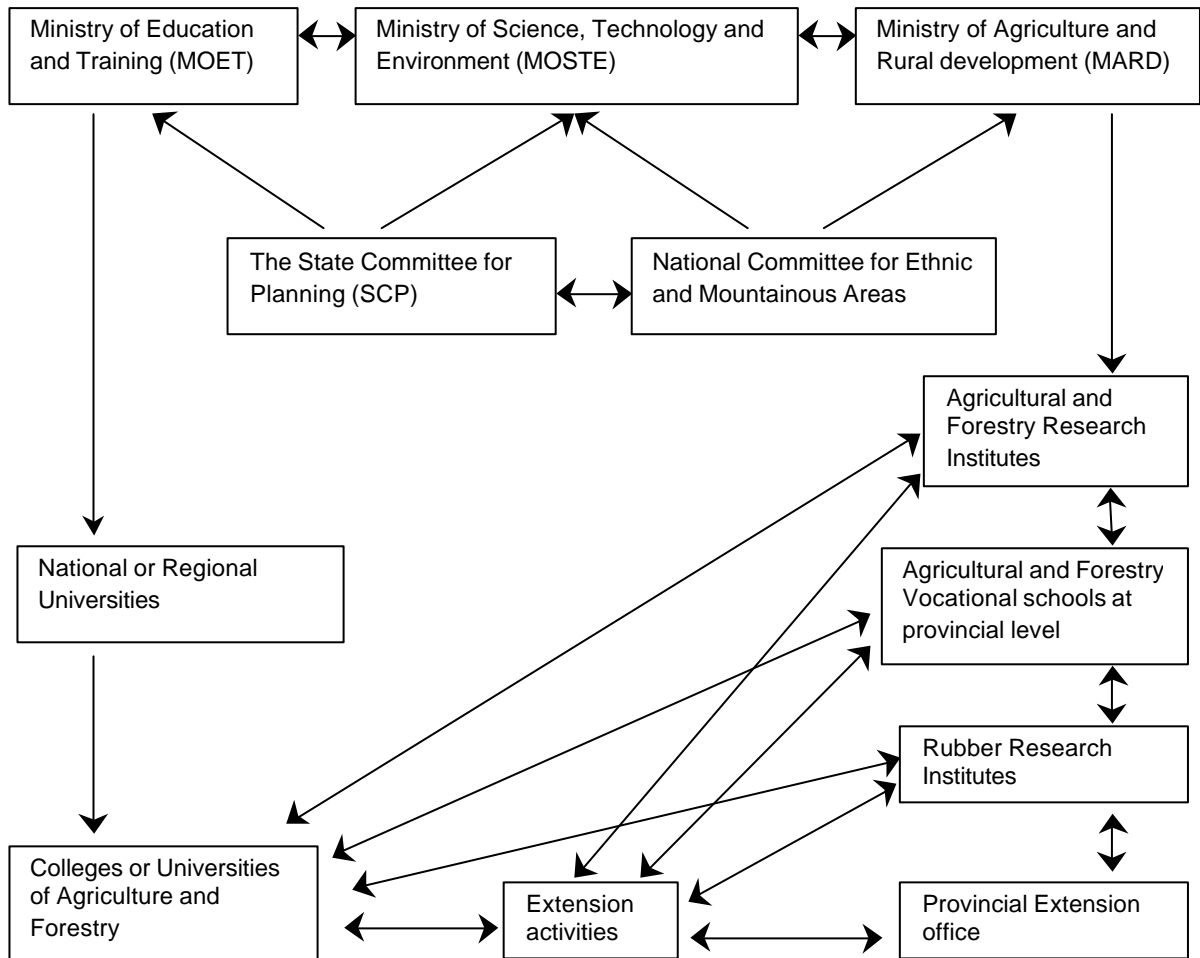 Ministry of Education
and Training (MOET)
Ministry of Science, Technology and
Environment (MOSTE)
Ministry of Agriculture and
Rural development (MARD)
The State Committee for
Planning (SCP)
National Committee for Ethnic
and Mountainous Areas
Agricultural and
Forestry Research
Institutes
National or Regional
Universities
Agricultural and Forestry
Vocational schools at
provincial level
Rubber Research
Institutes
Colleges or Universities
of Agriculture and
Forestry
Extension
activities
Provincial Extension
office